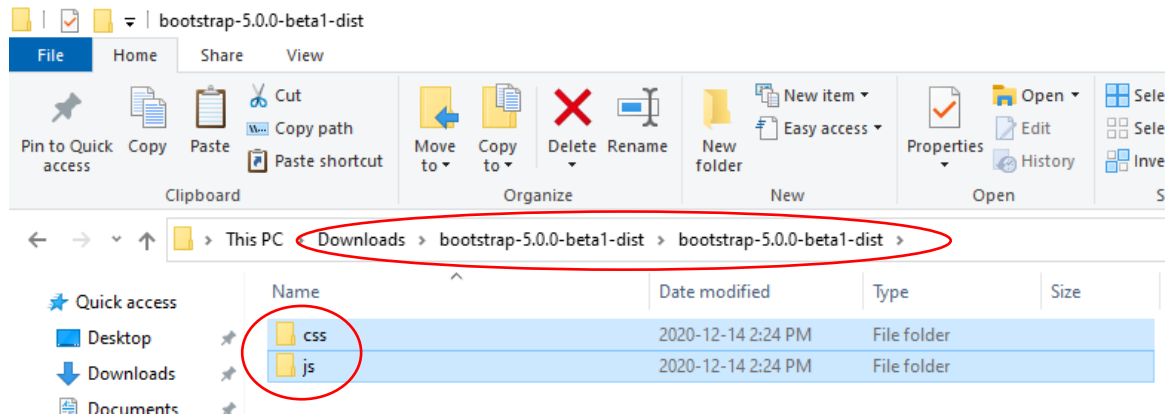 bootstrap-5.0.0-beta1-dist
File Home Share View
Pin to Quick access
Copy
Paste
Cut
Copy path
Paste shortcut
Move to
Copy to
Delete
Rename
New folder
New item
Easy access
Properties
Open
Edit
History
Sele
Sele
Inve
Clipboard Organize New Open S
This PC > Downloads > bootstrap-5.0.0-beta1-dist > bootstrap-5.0.0-beta1-dist >
Quick access
Desktop
Downloads
Documents
Name Date modified Type Size
css 2020-12-14 2:24 PM File folder
js 2020-12-14 2:24 PM File folder